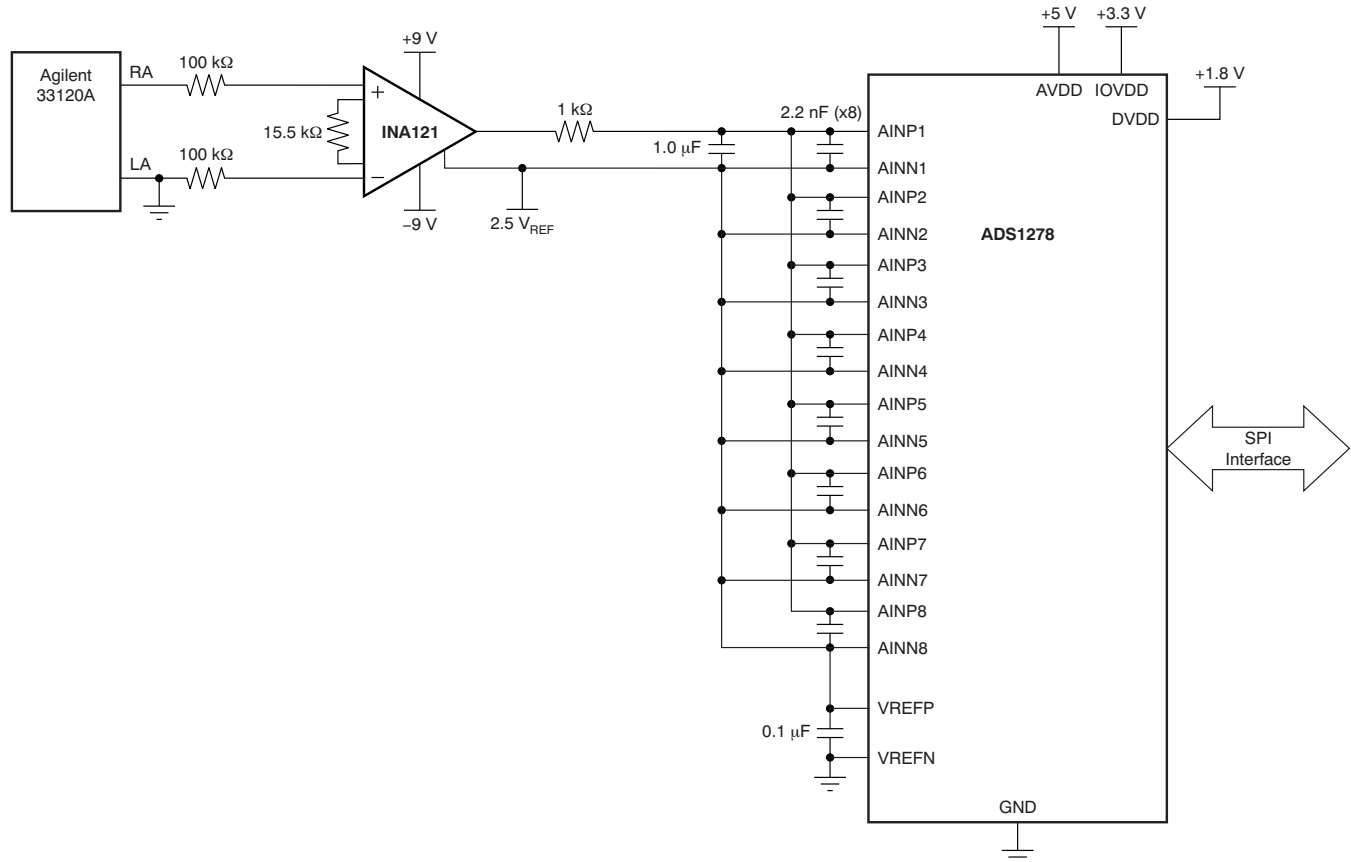 +5 V
+3.3 V
+9 V
Agilent
33120A
RA
100 kΩ
+1.8 V
AVDD
IOVDD
DVDD
+
15.5 kΩ
INA121
1 kΩ
2.2 nF (x8)
AINP1
1.0 μF
LA
100 kΩ
−
AINN1
AINP2
−9 V
2.5 VREF
AINN2
ADS1278
AINP3
AINN3
AINP4
AINN4
AINP5
AINN5
SPI
Interface
AINP6
AINN6
AINP7
AINN7
AINP8
AINN8
VREFP
0.1 μF
VREFN
GND